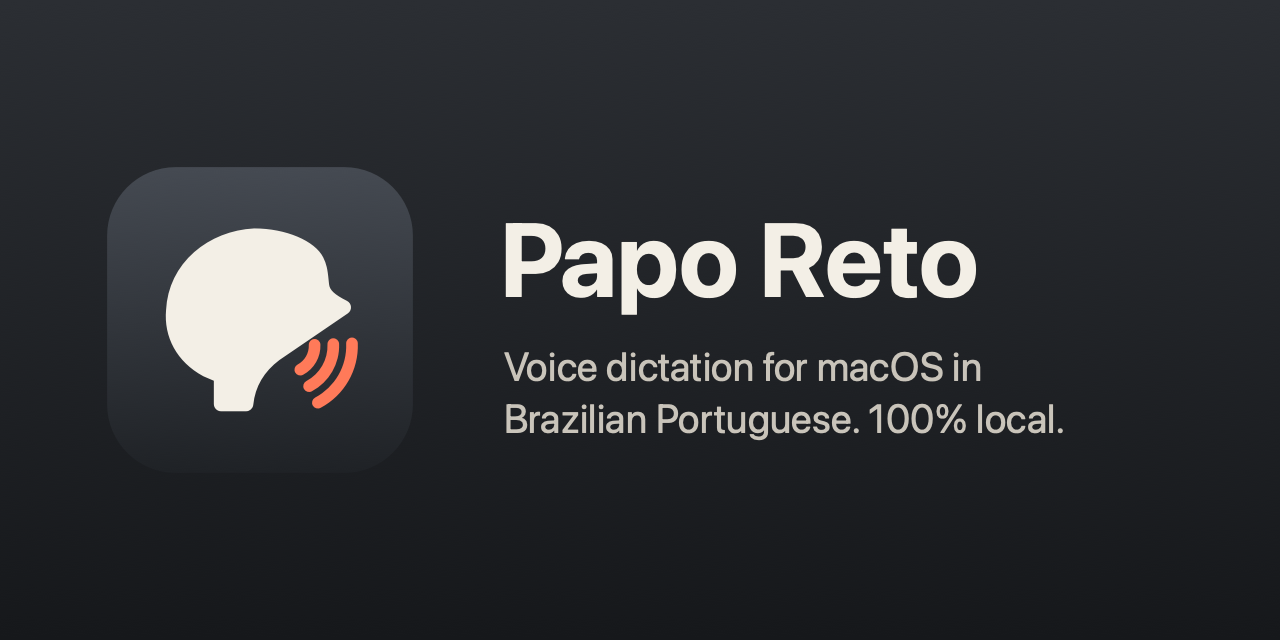 Papo Reto
Voice dictation for macOS in
Brazilian Portuguese. 100% local.